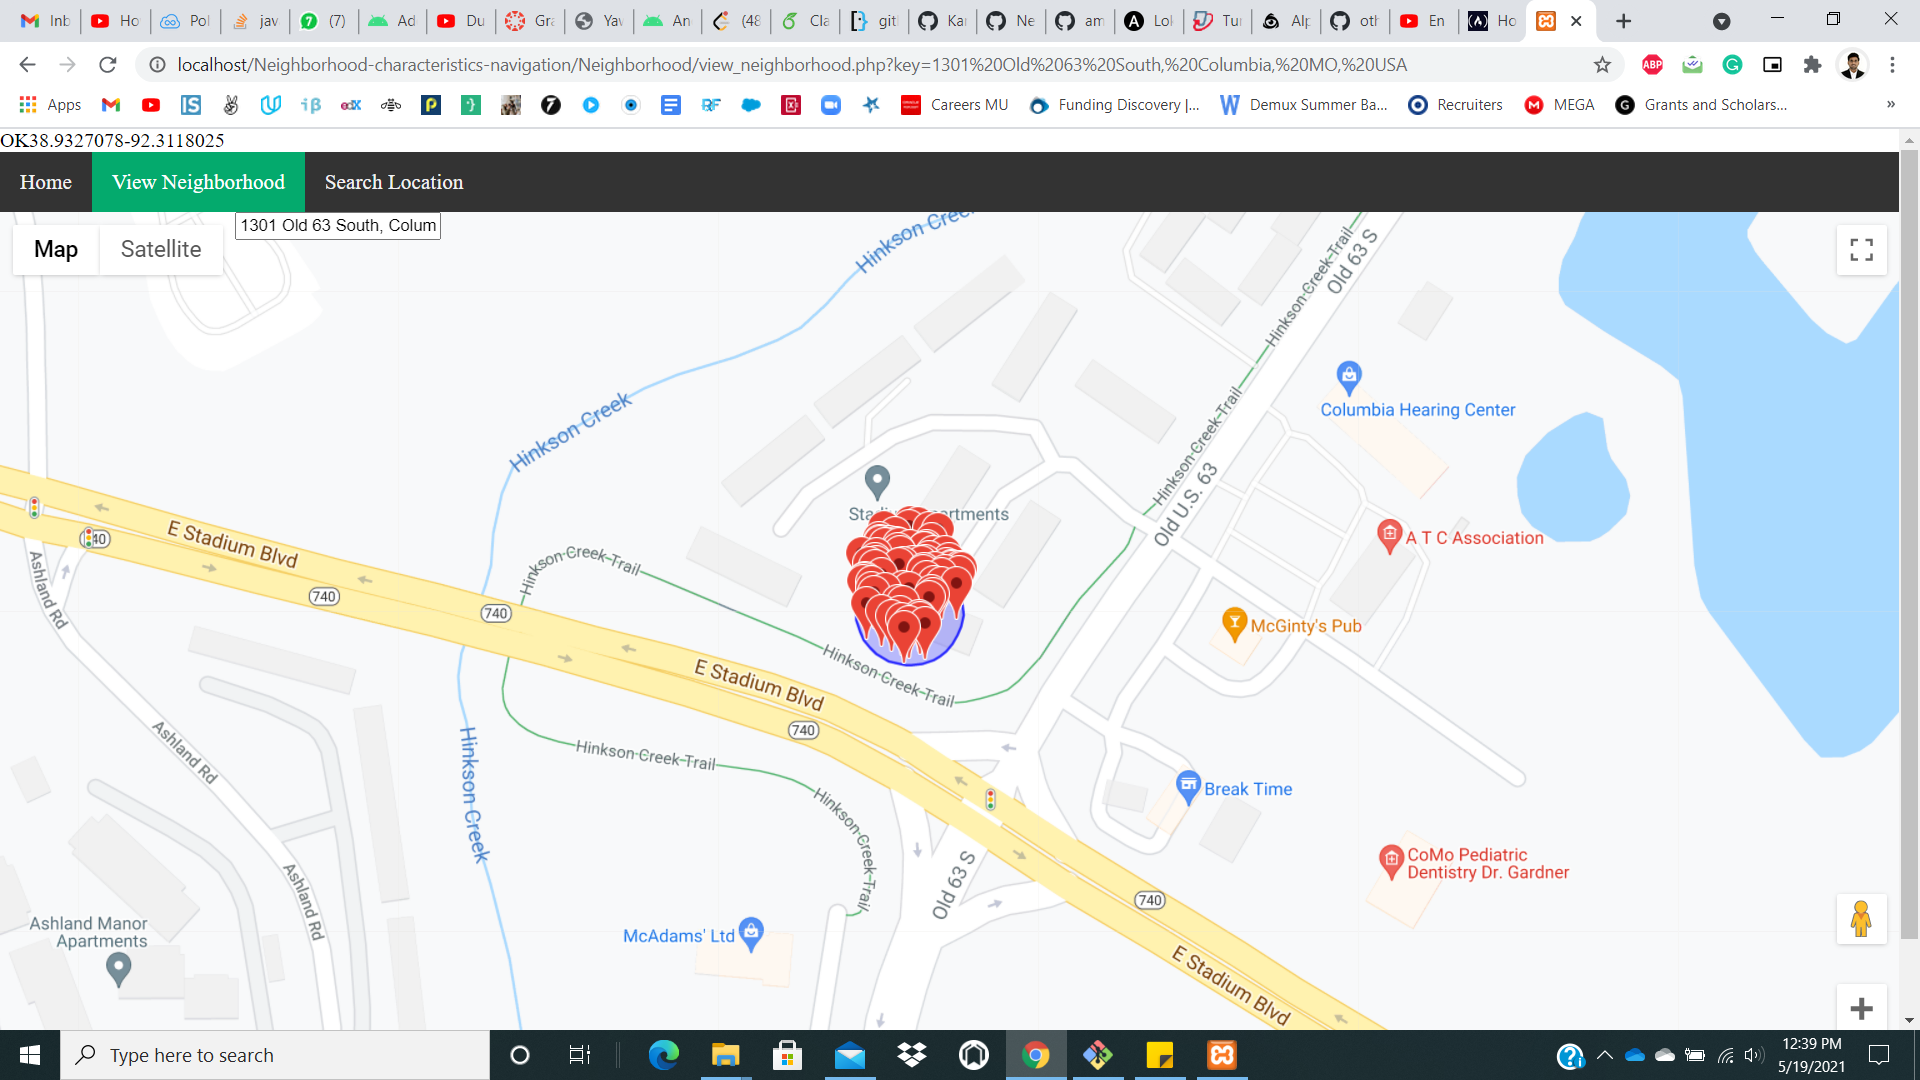 Inb
Ho
Pol
jav
(7)
Ad
Du
Gra
Yav
An
(48
Cla
git
Kar
Ne
am
Lok
Tur
Alp
oth
En
Ho
localhost/Neighborhood-characteristics-navigation/Neighborhood/view_neighborhood.php?key=1301%20Old%2063%20South,%20Columbia,%20MO,%20USA
ABP
Apps
Careers MU
Funding Discovery |...
Demux Summer Ba...
Recruiters
MEGA
Grants and Scholars...
»
OK38.9327078-92.3118025
Home
View Neighborhood
Search Location
1301 Old 63 South, Colum
Map
Satellite
Hinkson Creek
Hinkson Creek Trail
Old 63 S
Columbia Hearing Center
Hinkson Creek
Hinkson Creek Trail
Old U.S. 63
E Stadium Blvd
740
740
Ashland Rd
Hinkson Creek Trail
A T C Association
McGinty's Pub
Hinkson Creek Trail
E Stadium Blvd
740
Hinkson Creek Trail
Ashland Rd
Hinkson Creek
Hinkson Creek Trail
Break Time
CoMo Pediatric
Dentistry Dr. Gardner
Old 63 S
740
Ashland Rd
Ashland Manor
Apartments
McAdams' Ltd
E Stadium Blvd
Type here to search
12:39 PM
5/19/2021